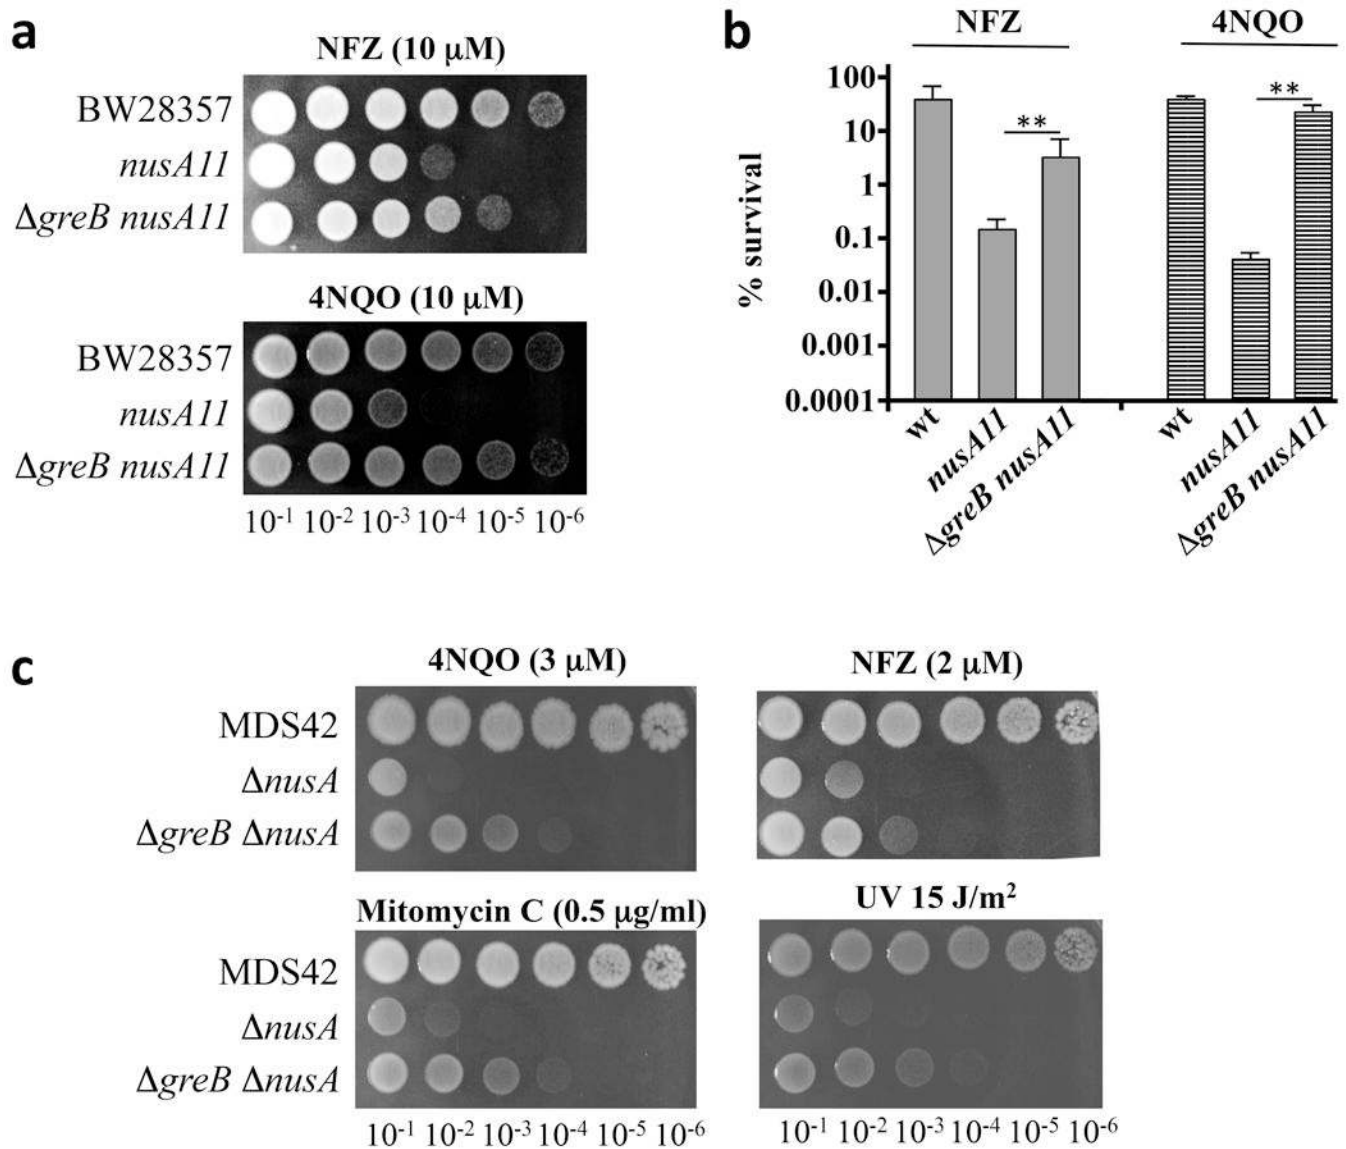 a
NFZ (10 μM)
BW28357
nusA11
ΔgreB nusA11
4NQO (10 μM)
BW28357
nusA11
ΔgreB nusA11
10-1 10-2 10-3 10-4 10-5 10-6
b
NFZ 4NQO
% survival
100
10
1
0.1
0.01
0.001
0.0001
** **
wt nusA11 ΔgreB nusA11 wt nusA11 ΔgreB nusA11
c
4NQO (3 μM) NFZ (2 μM)
MDS42
ΔnusA
ΔgreB ΔnusA
Mitomycin C (0.5 μg/ml) UV 15 J/m2
MDS42
ΔnusA
ΔgreB ΔnusA
10-1 10-2 10-3 10-4 10-5 10-6 10-1 10-2 10-3 10-4 10-5 10-6